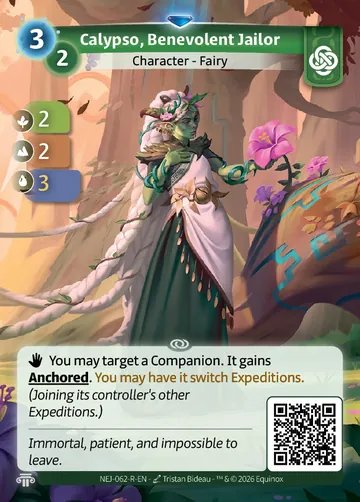 3
2
Calypso, Benevolent Jailor
Character - Fairy
2
2
3
You may target a Companion. It gains
Anchored. You may have it switch Expeditions.
(Joining its controller's other
Expeditions.)
Immortal, patient, and impossible to
leave.
NEJ-062-R-EN - Tristan Bideau - ™ & © 2026 Equinox